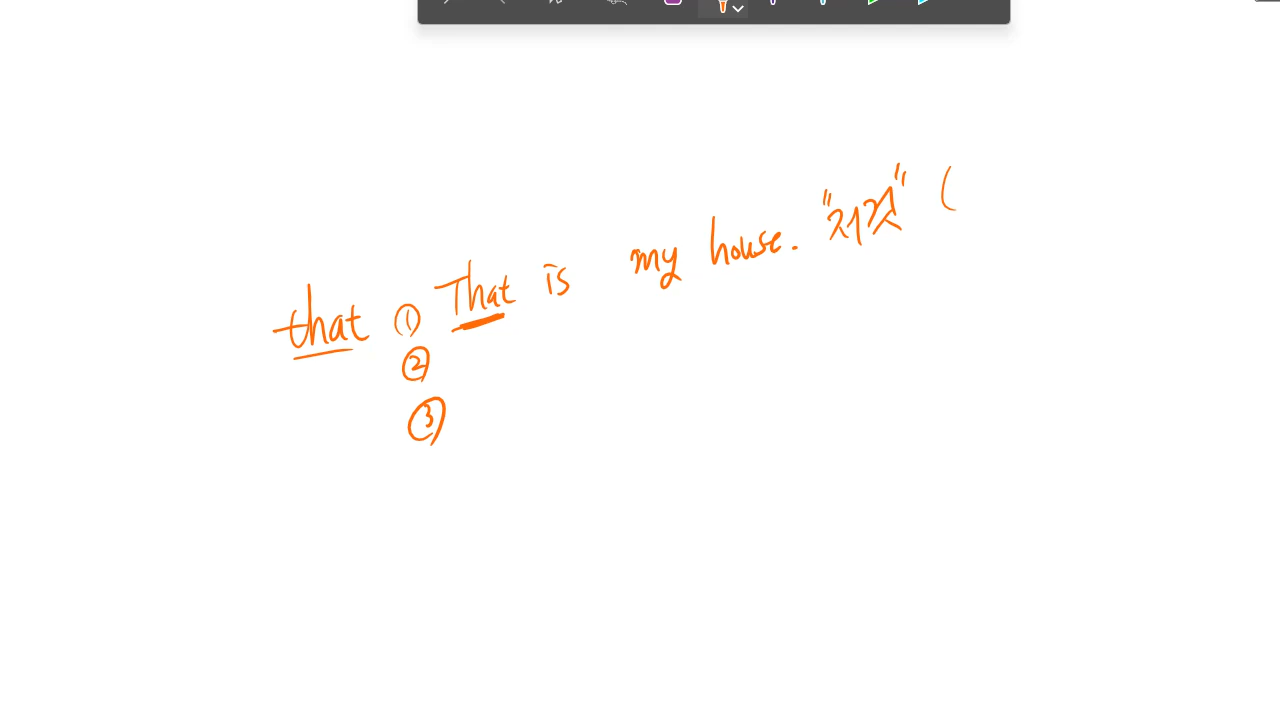 that ① That is my house. "저것" (
②
③